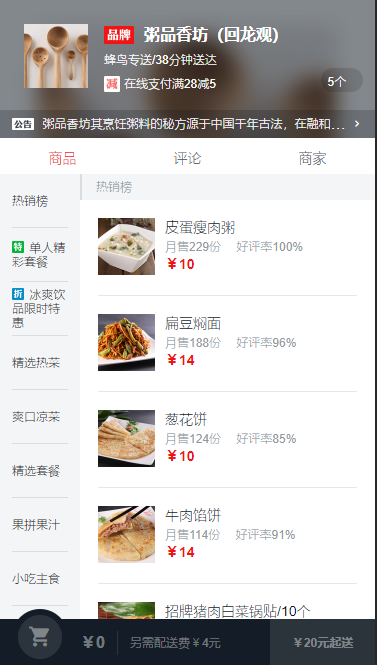 品牌 粥品香坊（回龙观）
蜂鸟专送/38分钟送达
减 在线支付满28减5
5个
公告 粥品香坊其烹饪粥料的秘方源于中国千年古法，在融和... >
商品 评论 商家
热销榜
特 单人精
彩套餐
折 冰爽饮
品限时特
惠
精选热菜
爽口凉菜
精选套餐
果拼果汁
小吃主食
热销榜
皮蛋瘦肉粥
月售229份 好评率100%
¥10
扁豆焖面
月售188份 好评率96%
¥14
葱花饼
月售124份 好评率85%
¥10
牛肉馅饼
月售114份 好评率91%
¥14
招牌猪肉白菜锅贴/10个
¥0 另需配送费¥4元 ¥20元起送